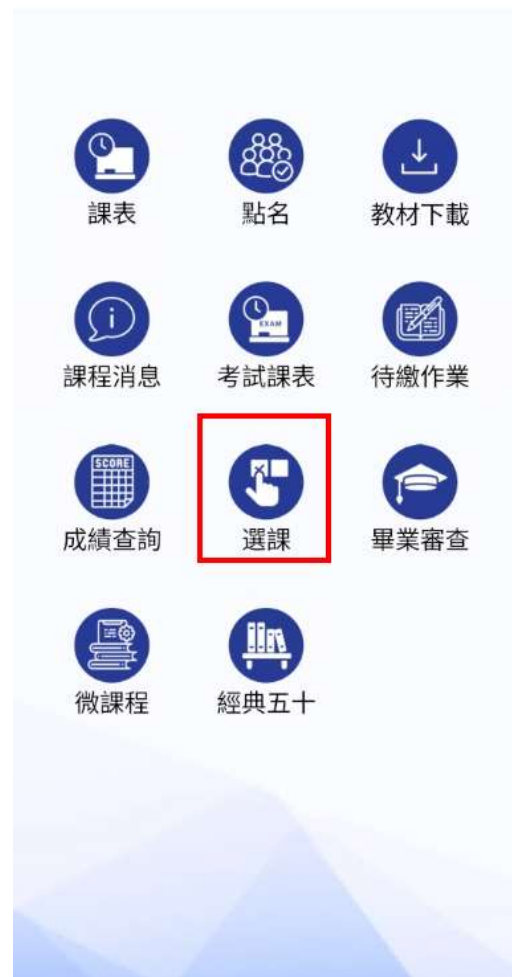 課表
點名
教材下載
課程消息
EXAM
考試課表
待繳作業
SCORE
成績查詢
選課
畢業審查
微課程
經典五十